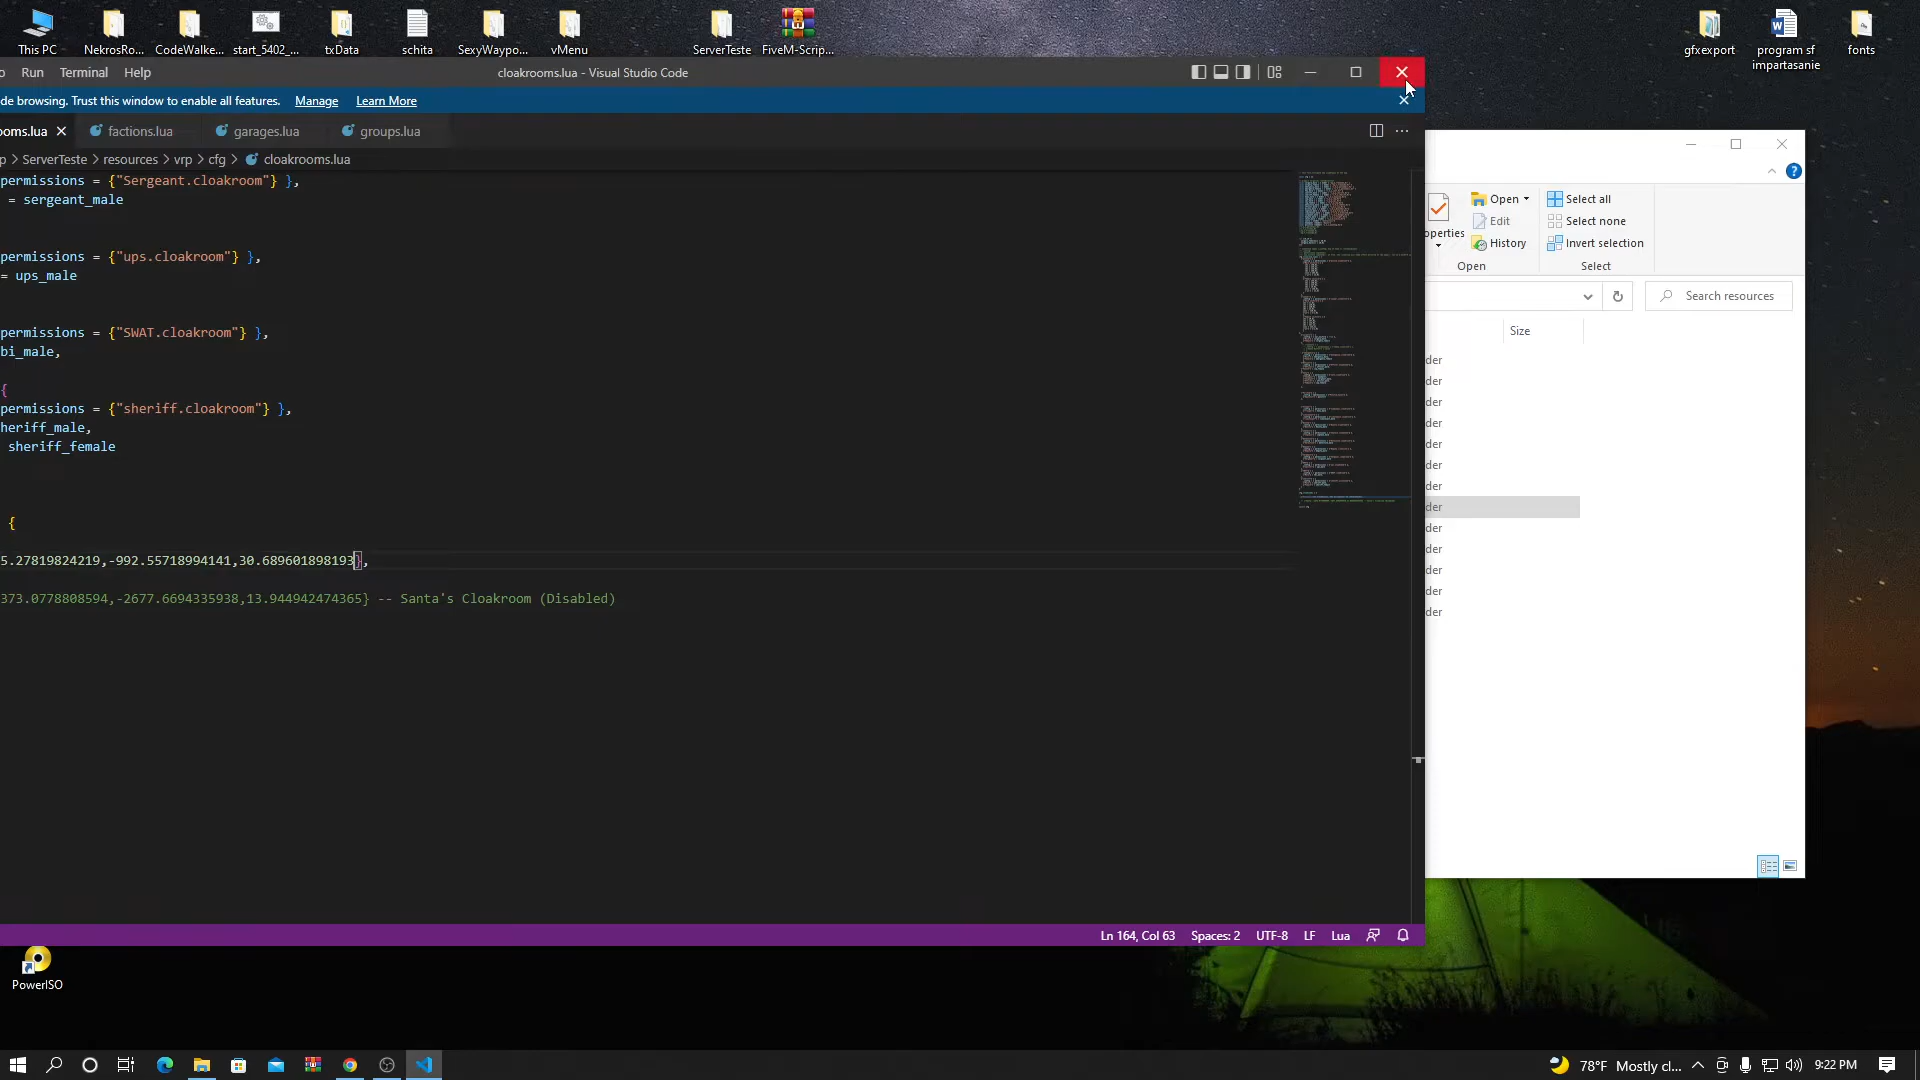 This PC
NekrosRo...
CodeWalke...
start_5402_...
txData
schita
SexyWaypo...
vMenu
ServerTeste
FiveM-Scrip...
gfxexport
program sf
impartasanie
fonts
o Run Terminal Help
cloakrooms.lua - Visual Studio Code
de browsing. Trust this window to enable all features. Manage Learn More
ooms.lua
factions.lua
garages.lua
groups.lua
p > ServerTeste > resources > vrp > cfg > cloakrooms.lua
permissions = {"Sergeant.cloakroom"} },
= sergeant_male
permissions = {"ups.cloakroom"} },
= ups_male
permissions = {"SWAT.cloakroom"} },
bi_male,
{
permissions = {"sheriff.cloakroom"} },
heriff_male,
sheriff_female
{
5.27819824219,-992.55718994141,30.689601898193},
373.0778808594,-2677.6694335938,13.944942474365} -- Santa's Cloakroom (Disabled)
Ln 164, Col 63 Spaces: 2 UTF-8 LF Lua
operties
Open
Edit
History
Open
Select all
Select none
Invert selection
Select
Search resources
Size
der
der
der
der
der
der
der
der
der
der
der
der
der
PowerISO
78°F Mostly cl...
9:22 PM